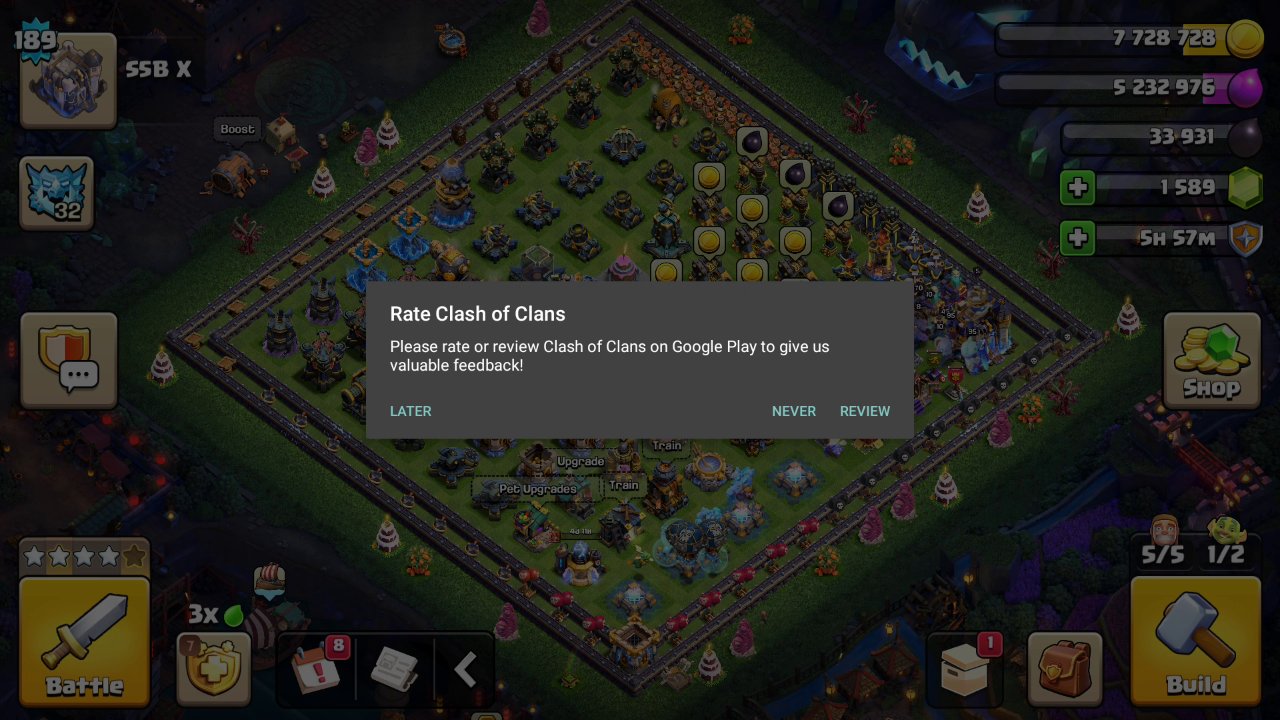 189
SSB X
7 728 728
5 232 976
33 931
1 589
5H 57M
Boost
32
Rate Clash of Clans
Please rate or review Clash of Clans on Google Play to give us
valuable feedback!
LATER
NEVER
REVIEW
Shop
Train
Upgrade
Pet Upgrades
Train
5/5
1/2
3x
7
8
1
Battle
Build